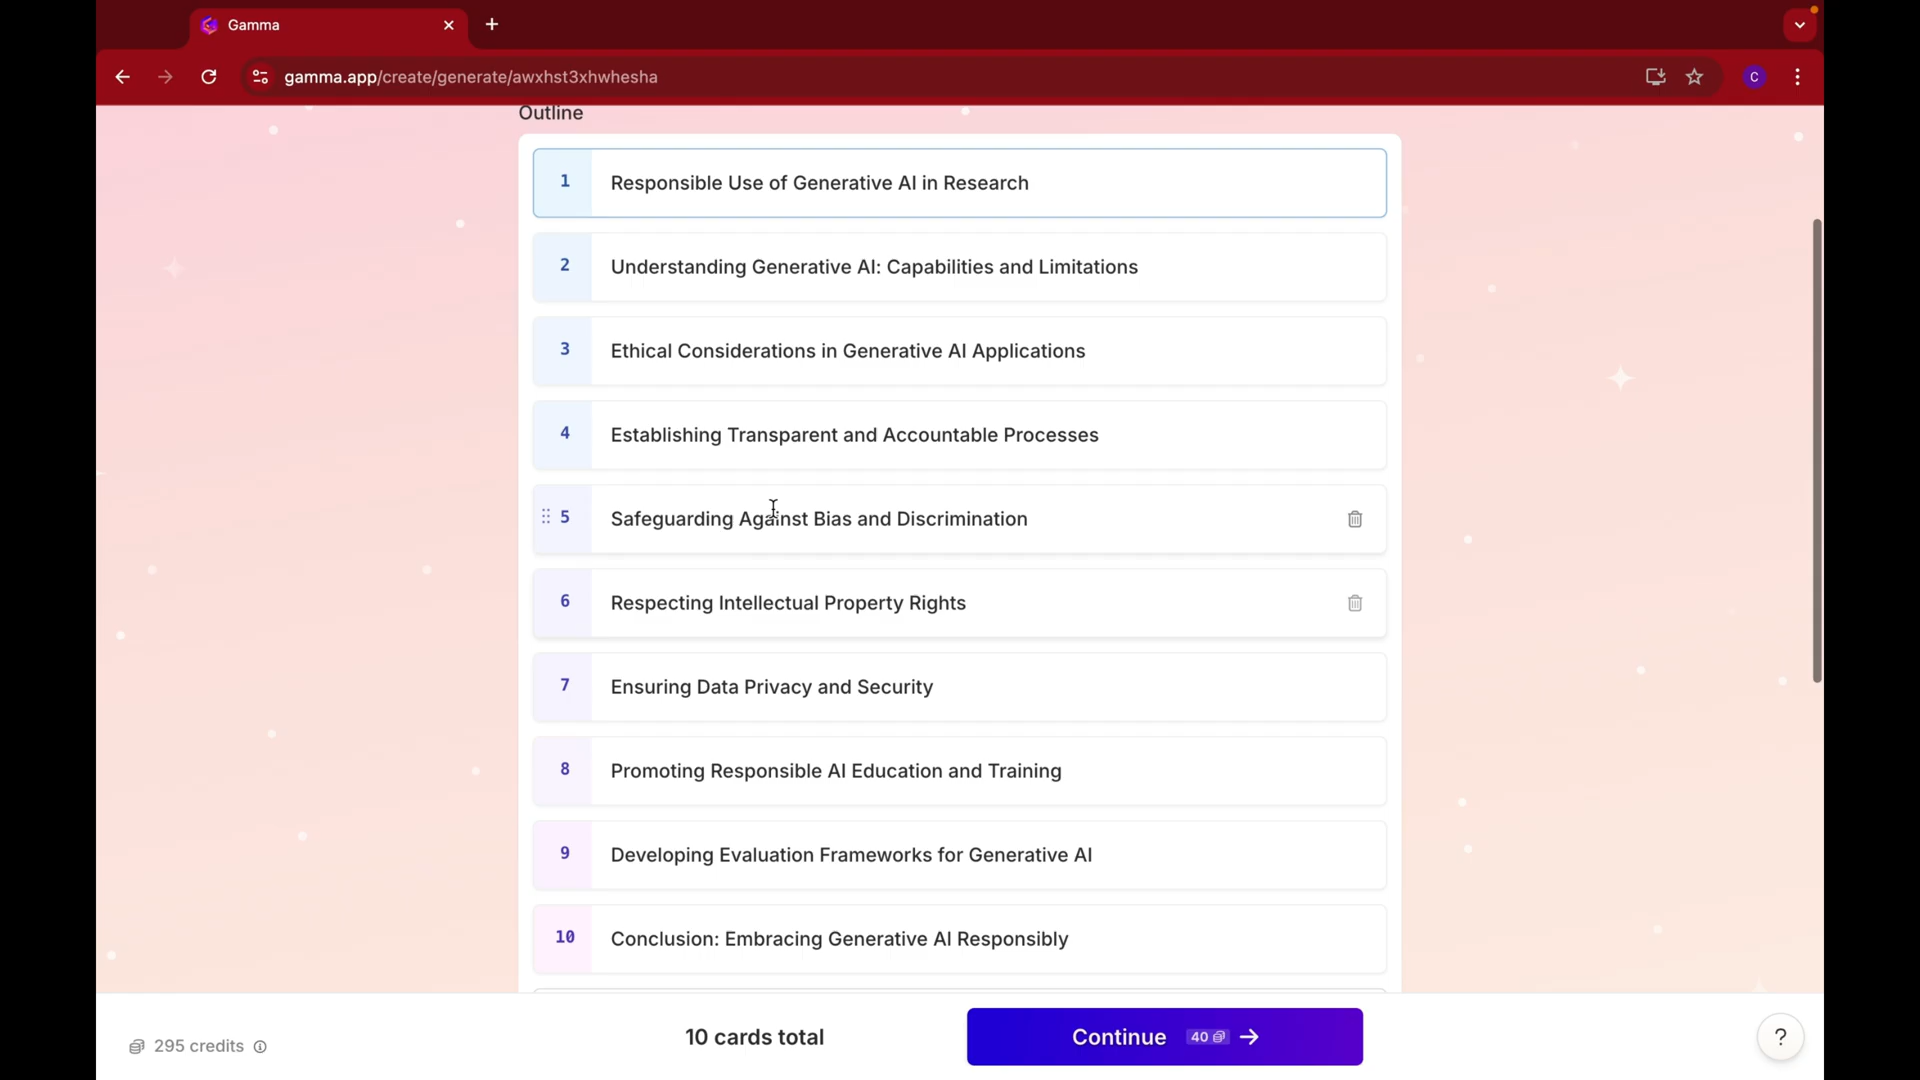 Gamma
gamma.app/create/generate/awxhst3xhwhesha
C
Outline
1 Responsible Use of Generative AI in Research
2 Understanding Generative AI: Capabilities and Limitations
3 Ethical Considerations in Generative AI Applications
4 Establishing Transparent and Accountable Processes
5 Safeguarding Against Bias and Discrimination
6 Respecting Intellectual Property Rights
7 Ensuring Data Privacy and Security
8 Promoting Responsible AI Education and Training
9 Developing Evaluation Frameworks for Generative AI
10 Conclusion: Embracing Generative AI Responsibly
295 credits
10 cards total
Continue 40
?